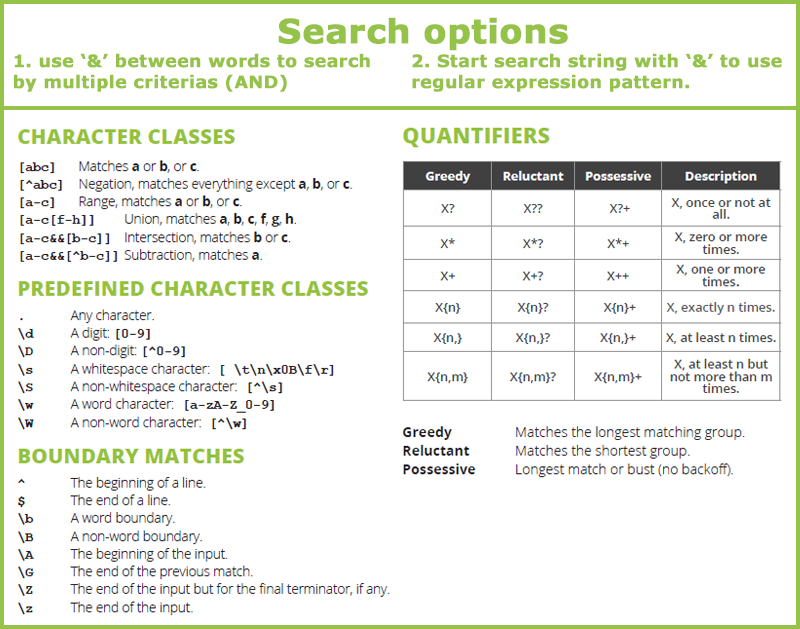 Search options
1. use ‘&’ between words to search
by multiple criterias (AND)
2. Start search string with ‘&’ to use
regular expression pattern.
CHARACTER CLASSES
[abc] Matches a or b, or c.
[^abc] Negation, matches everything except a, b, or c.
[a-c] Range, matches a or b, or c.
[a-c[f-h]] Union, matches a, b, c, f, g, h.
[a-c&&[b-c]] Intersection, matches b or c.
[a-c&&[^b-c]] Subtraction, matches a.
PREDEFINED CHARACTER CLASSES
. Any character.
\d A digit: [0-9]
\D A non-digit: [^0-9]
\s A whitespace character: [ \t\n\x0B\f\r]
\S A non-whitespace character: [^\s]
\w A word character: [a-zA-Z_0-9]
\W A non-word character: [^\w]
BOUNDARY MATCHES
^ The beginning of a line.
$ The end of a line.
\b A word boundary.
\B A non-word boundary.
\A The beginning of the input.
\G The end of the previous match.
\Z The end of the input but for the final terminator, if any.
\z The end of the input.
QUANTIFIERS
Greedy Reluctant Possessive Description
X? X?? X?+ X, once or not at
all.
X* X*? X*+ X, zero or more
times.
X+ X+? X++ X, one or more
times.
X{n} X{n}? X{n}+ X, exactly n times.
X{n,} X{n,}? X{n,}+ X, at least n times.
X{n,m} X{n,m}? X{n,m}+ X, at least n but
not more than m
times.
Greedy Matches the longest matching group.
Reluctant Matches the shortest group.
Possessive Longest match or bust (no backoff).